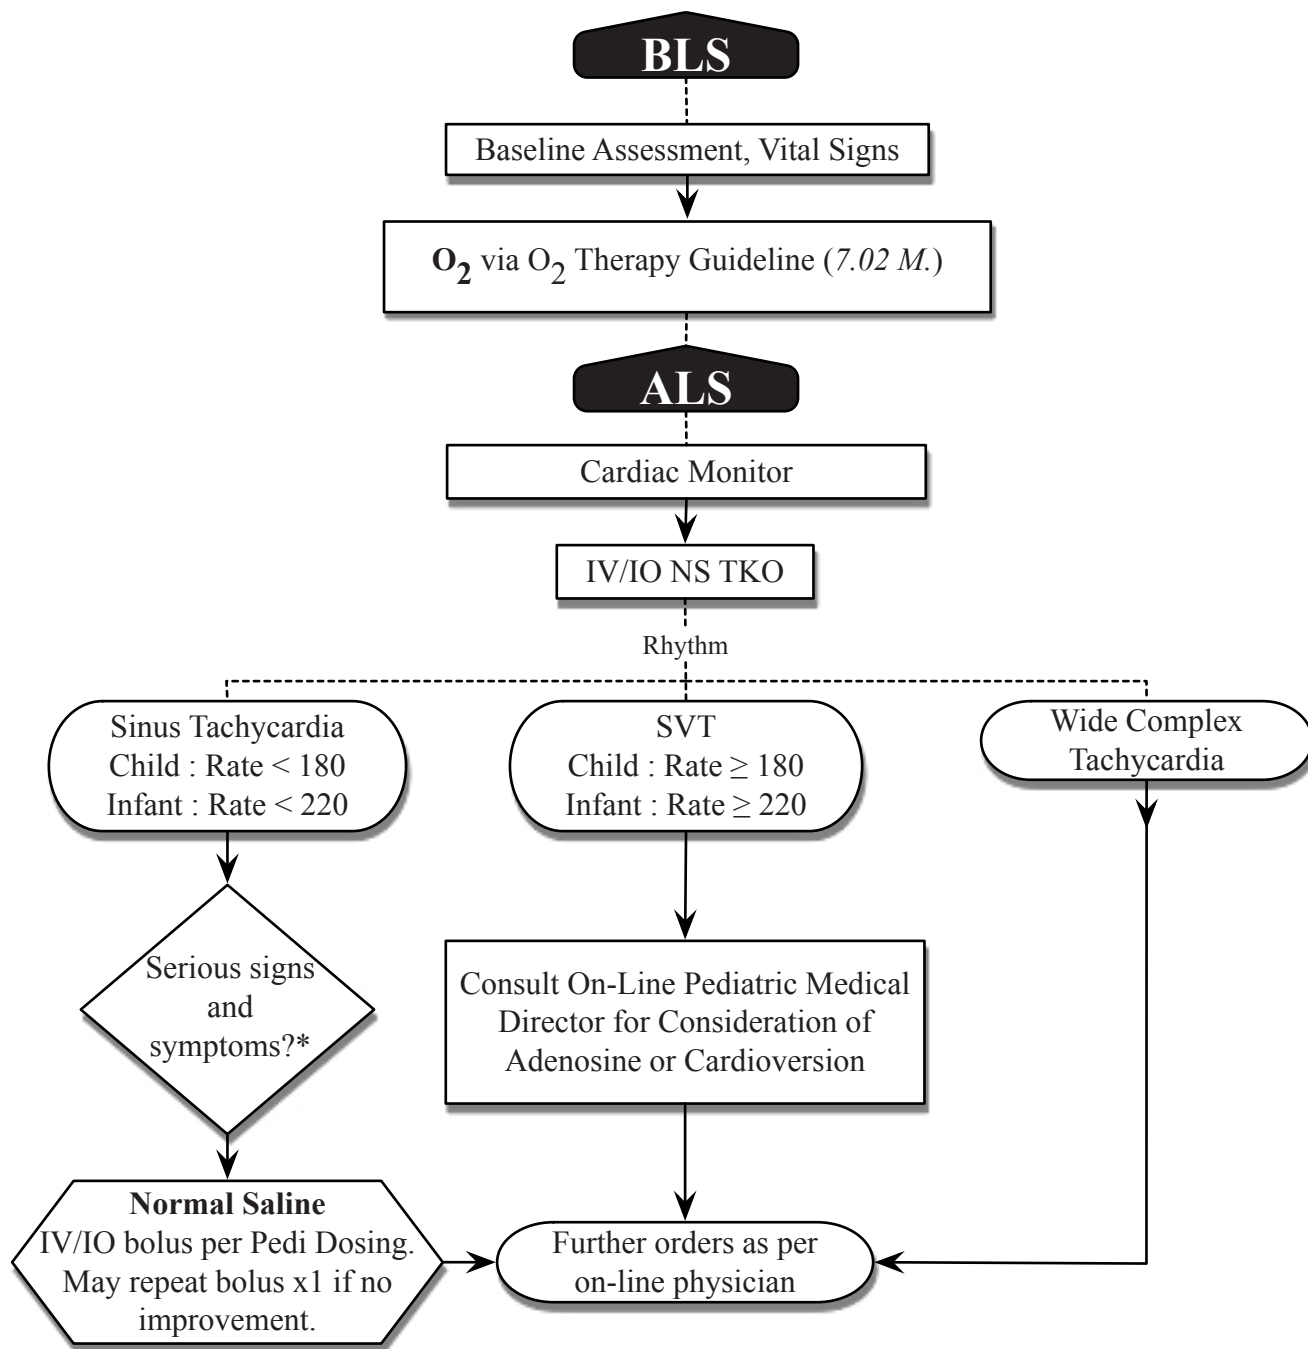 BLS
Baseline Assessment, Vital Signs
O2 via O2 Therapy Guideline (7.02 M.)
ALS
Cardiac Monitor
IV/IO NS TKO
Rhythm
Sinus Tachycardia
Child : Rate < 180
Infant : Rate < 220
SVT
Child : Rate ≥ 180
Infant : Rate ≥ 220
Wide Complex
Tachycardia
Serious signs
and
symptoms?*
Consult On-Line Pediatric Medical
Director for Consideration of
Adenosine or Cardioversion
Normal Saline
IV/IO bolus per Pedi Dosing.
May repeat bolus x1 if no
improvement.
Further orders as per
on-line physician